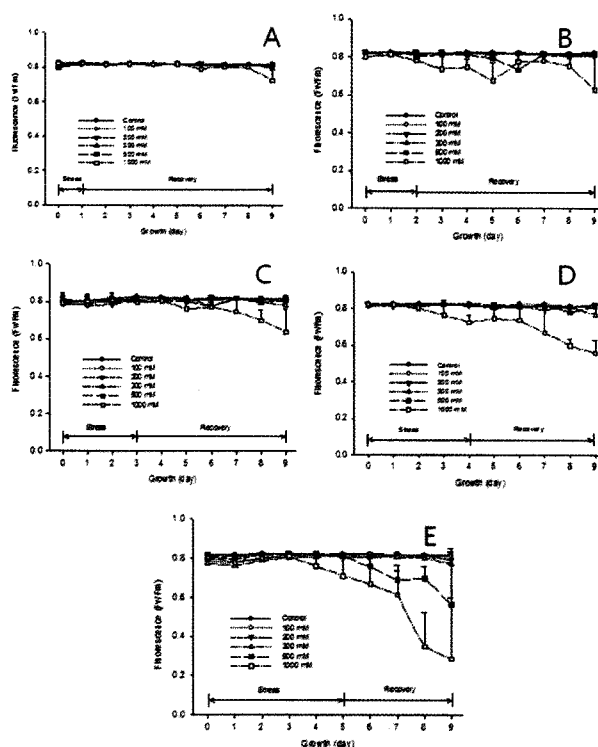 A
Fluorescence (Fv/Fm)
1.0
0.8
0.6
0.4
0.2
0.0
Control
100 mM
200 mM
300 mM
500 mM
1000 mM
Stress
Recovery
0 1 2 3 4 5 6 7 8 9
Growth (day)
B
Fluorescence (Fv/Fm)
1.0
0.8
0.6
0.4
0.2
0.0
Control
100 mM
200 mM
300 mM
500 mM
1000 mM
Stress
Recovery
0 1 2 3 4 5 6 7 8 9
Growth (day)
C
Fluorescence (Fv/Fm)
1.0
0.8
0.6
0.4
0.2
0.0
Control
100 mM
200 mM
300 mM
500 mM
1000 mM
Stress
Recovery
0 1 2 3 4 5 6 7 8 9
Growth (day)
D
Fluorescence (Fv/Fm)
1.0
0.8
0.6
0.4
0.2
0.0
Control
100 mM
200 mM
300 mM
500 mM
1000 mM
Stress
Recovery
0 1 2 3 4 5 6 7 8 9
Growth (day)
E
Fluorescence (Fv/Fm)
1.0
0.8
0.6
0.4
0.2
0.0
Control
100 mM
200 mM
300 mM
500 mM
1000 mM
Stress
Recovery
0 1 2 3 4 5 6 7 8 9
Growth (day)